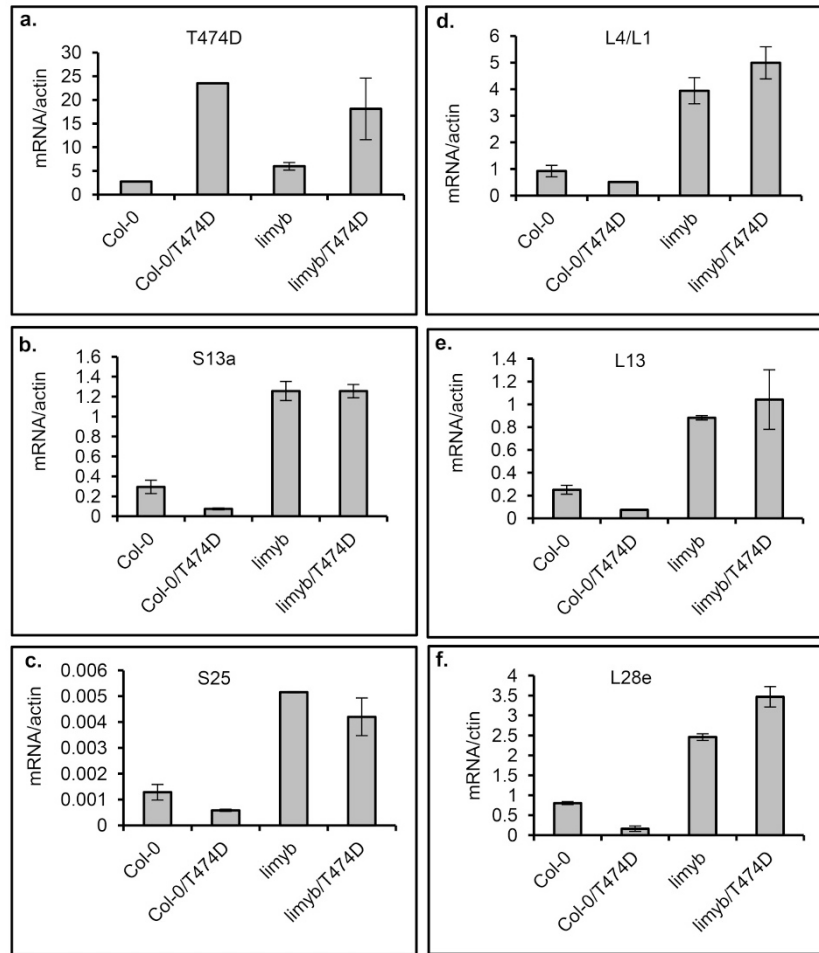 a.
T474D
mRNA/actin
30
25
20
15
10
5
0
Col-0
Col-0/T474D
limyb
limyb/T474D
b.
S13a
mRNA/actin
1.6
1.4
1.2
1
0.8
0.6
0.4
0.2
0
Col-0
Col-0/T474D
limyb
limyb/T474D
c.
S25
mRNA/actin
0.006
0.005
0.004
0.003
0.002
0.001
0
Col-0
Col-0/T474D
limyb
limyb/T474D
d.
L4/L1
mRNA/actin
6
5
4
3
2
1
0
Col-0
Col-0/T474D
limyb
limyb/T474D
e.
L13
mRNA/actin
1.4
1.2
1
0.8
0.6
0.4
0.2
0
Col-0
Col-0/T474D
limyb
limyb/T474D
f.
L28e
mRNA/ctin
4
3.5
3
2.5
2
1.5
1
0.5
0
Col-0
Col-0/T474D
limyb
limyb/T474D